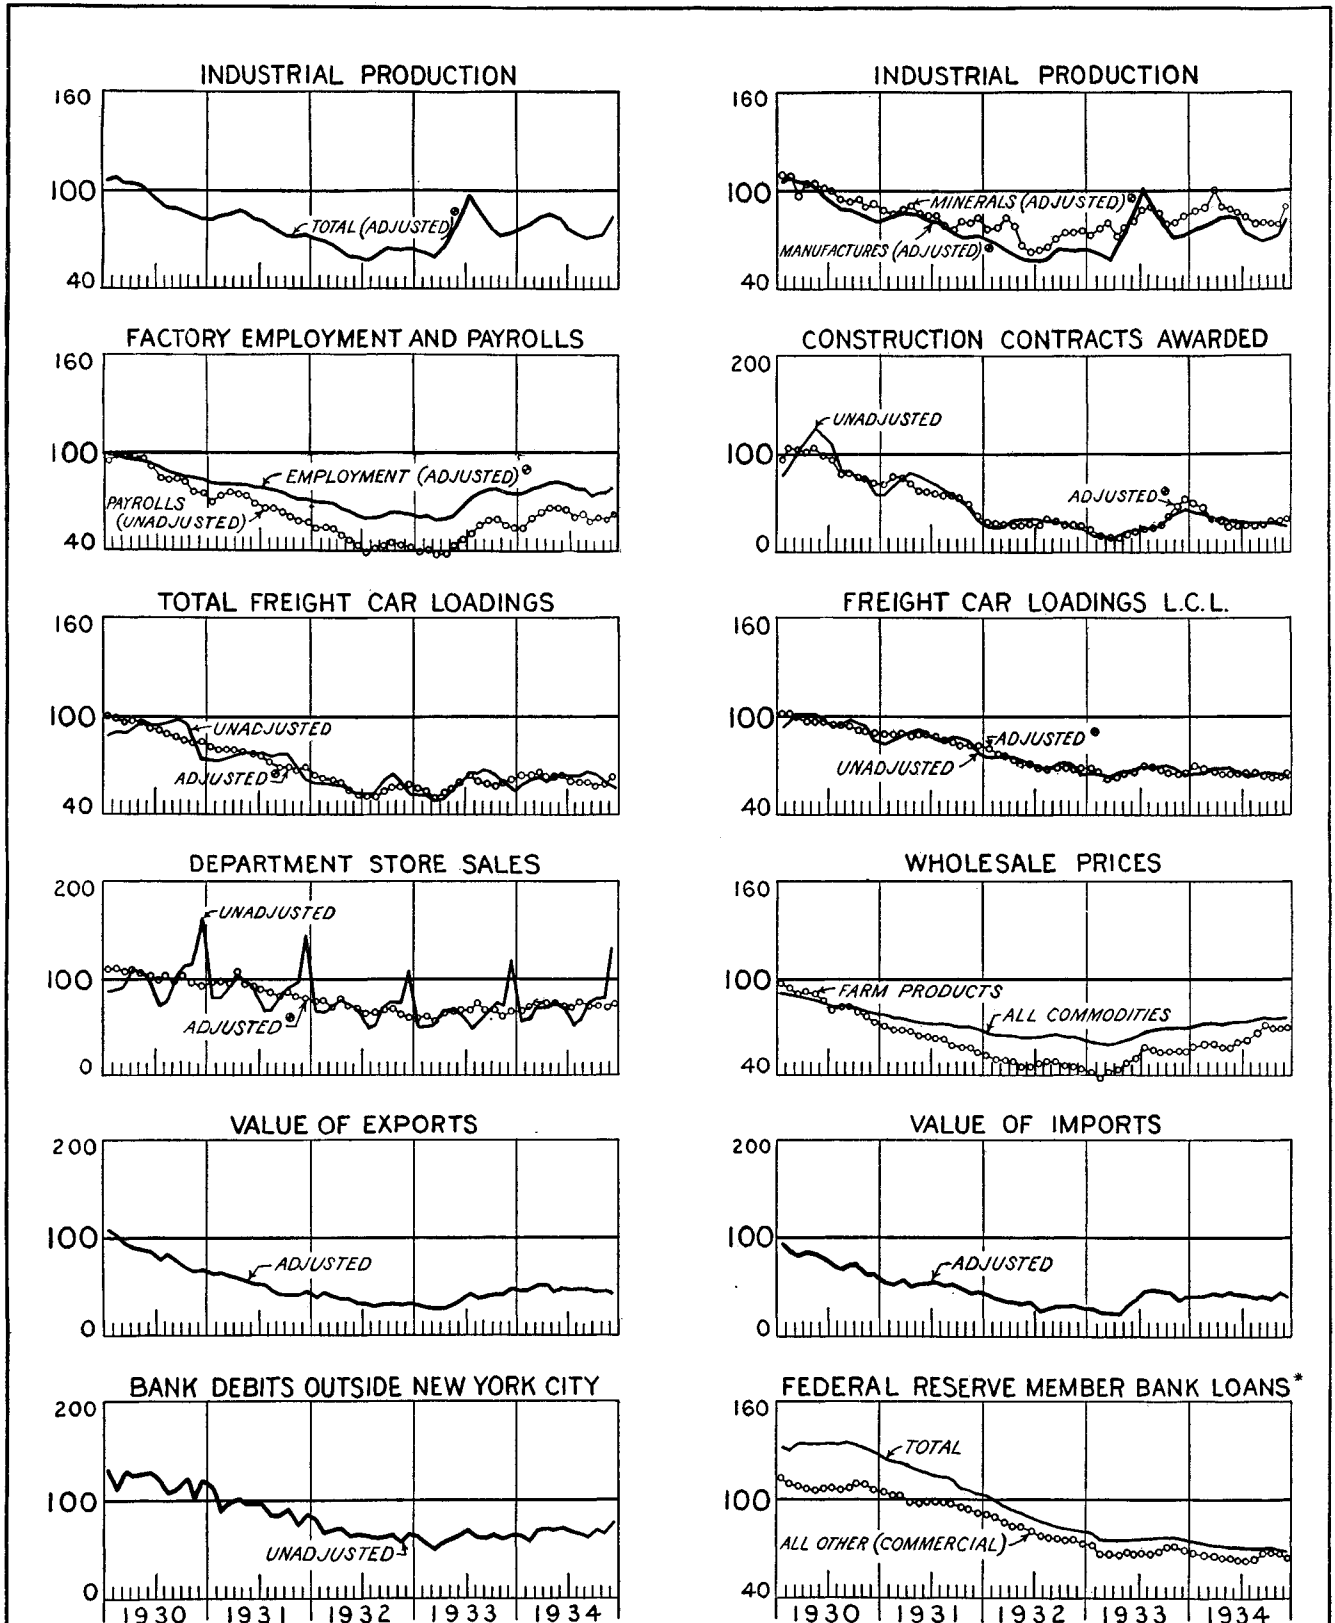 INDUSTRIAL PRODUCTION
160
100
40
TOTAL (ADJUSTED)
INDUSTRIAL PRODUCTION
160
100
40
MINERALS (ADJUSTED)
MANUFACTURES (ADJUSTED)
FACTORY EMPLOYMENT AND PAYROLLS
160
100
40
EMPLOYMENT (ADJUSTED)
PAYROLLS
(UNADJUSTED)
CONSTRUCTION CONTRACTS AWARDED
200
100
0
UNADJUSTED
ADJUSTED
TOTAL FREIGHT CAR LOADINGS
160
100
40
UNADJUSTED
ADJUSTED
FREIGHT CAR LOADINGS L.C.L.
160
100
40
ADJUSTED
UNADJUSTED
DEPARTMENT STORE SALES
200
100
0
UNADJUSTED
ADJUSTED
WHOLESALE PRICES
160
100
40
FARM PRODUCTS
ALL COMMODITIES
VALUE OF EXPORTS
200
100
0
ADJUSTED
VALUE OF IMPORTS
200
100
0
ADJUSTED
BANK DEBITS OUTSIDE NEW YORK CITY
200
100
0
UNADJUSTED
1930 1931 1932 1933 1934
FEDERAL RESERVE MEMBER BANK LOANS*
160
100
40
TOTAL
ALL OTHER (COMMERCIAL)
1930 1931 1932 1933 1934